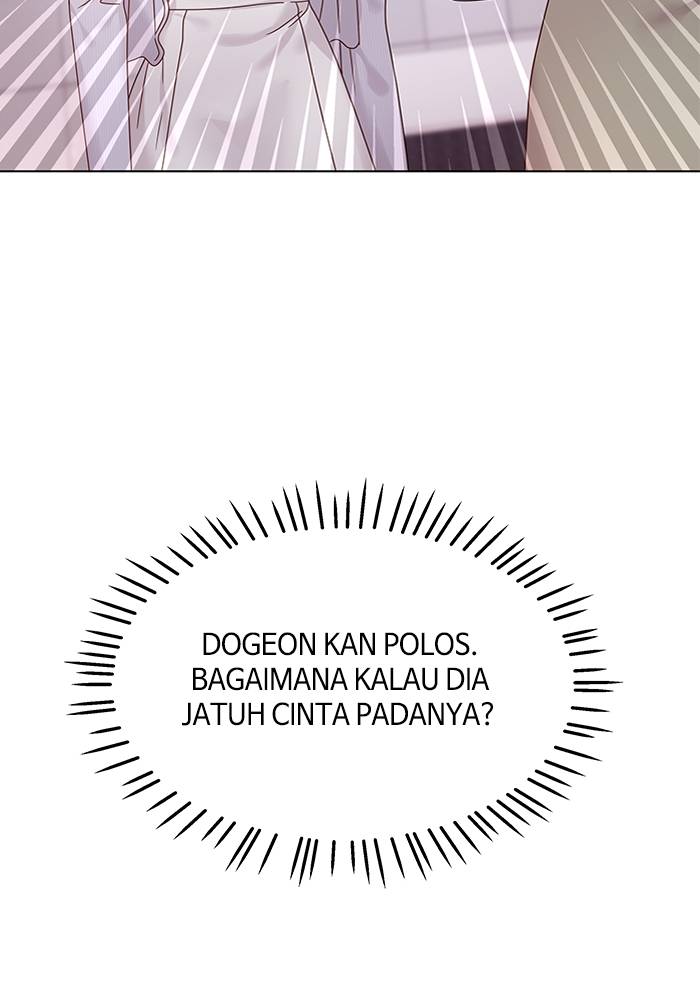 DOGEON KAN POLOS.
BAGAIMANA KALAU DIA
JATUH CINTA PADANYA?